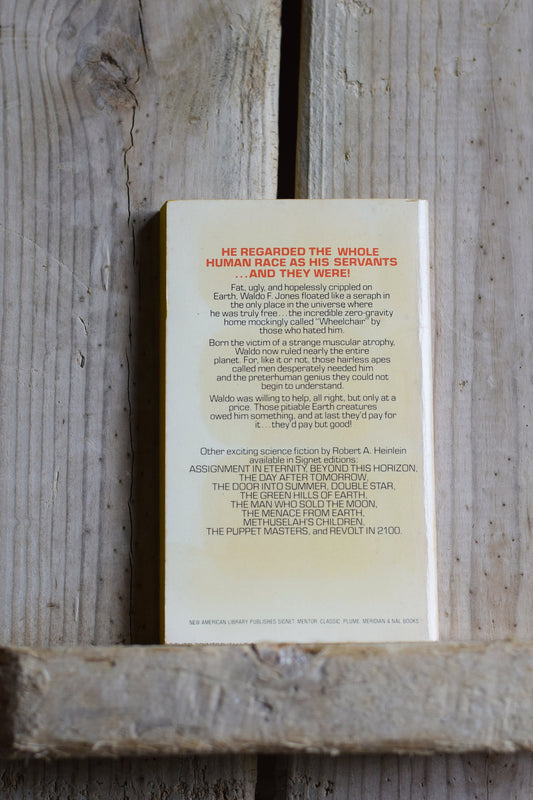 HE REGARDED THE WHOLE
HUMAN RACE AS HIS SERVANTS
...AND THEY WERE!
Fat, ugly, and hopelessly crippled on
Earth, Waldo F. Jones floated like a seraph in
the only place in the universe where
he was truly free...the incredible zero-gravity
home mockingly called "Wheelchair" by
those who hated him.
Born the victim of a strange muscular atrophy,
Waldo now ruled nearly the entire
planet. For, like it or not, those hairless apes
called men desperately needed him
and the preterhuman genius they could not
begin to understand.
Waldo was willing to help, all right, but only at a
price. Those pitiable Earth creatures
owed him something, and at last they'd pay for
it...they'd pay but good!
Other exciting science fiction by Robert A. Heinlein
available in Signet editions:
ASSIGNMENT IN ETERNITY, BEYOND THIS HORIZON,
THE DAY AFTER TOMORROW,
THE DOOR INTO SUMMER, DOUBLE STAR,
THE GREEN HILLS OF EARTH,
THE MAN WHO SOLD THE MOON,
THE MENACE FROM EARTH,
METHUSELAH'S CHILDREN,
THE PUPPET MASTERS, and REVOLT IN 2100.
NEW AMERICAN LIBRARY PUBLISHES SIGNET, MENTOR, CLASSIC, PLUME, MERIDIAN & NAL BOOKS